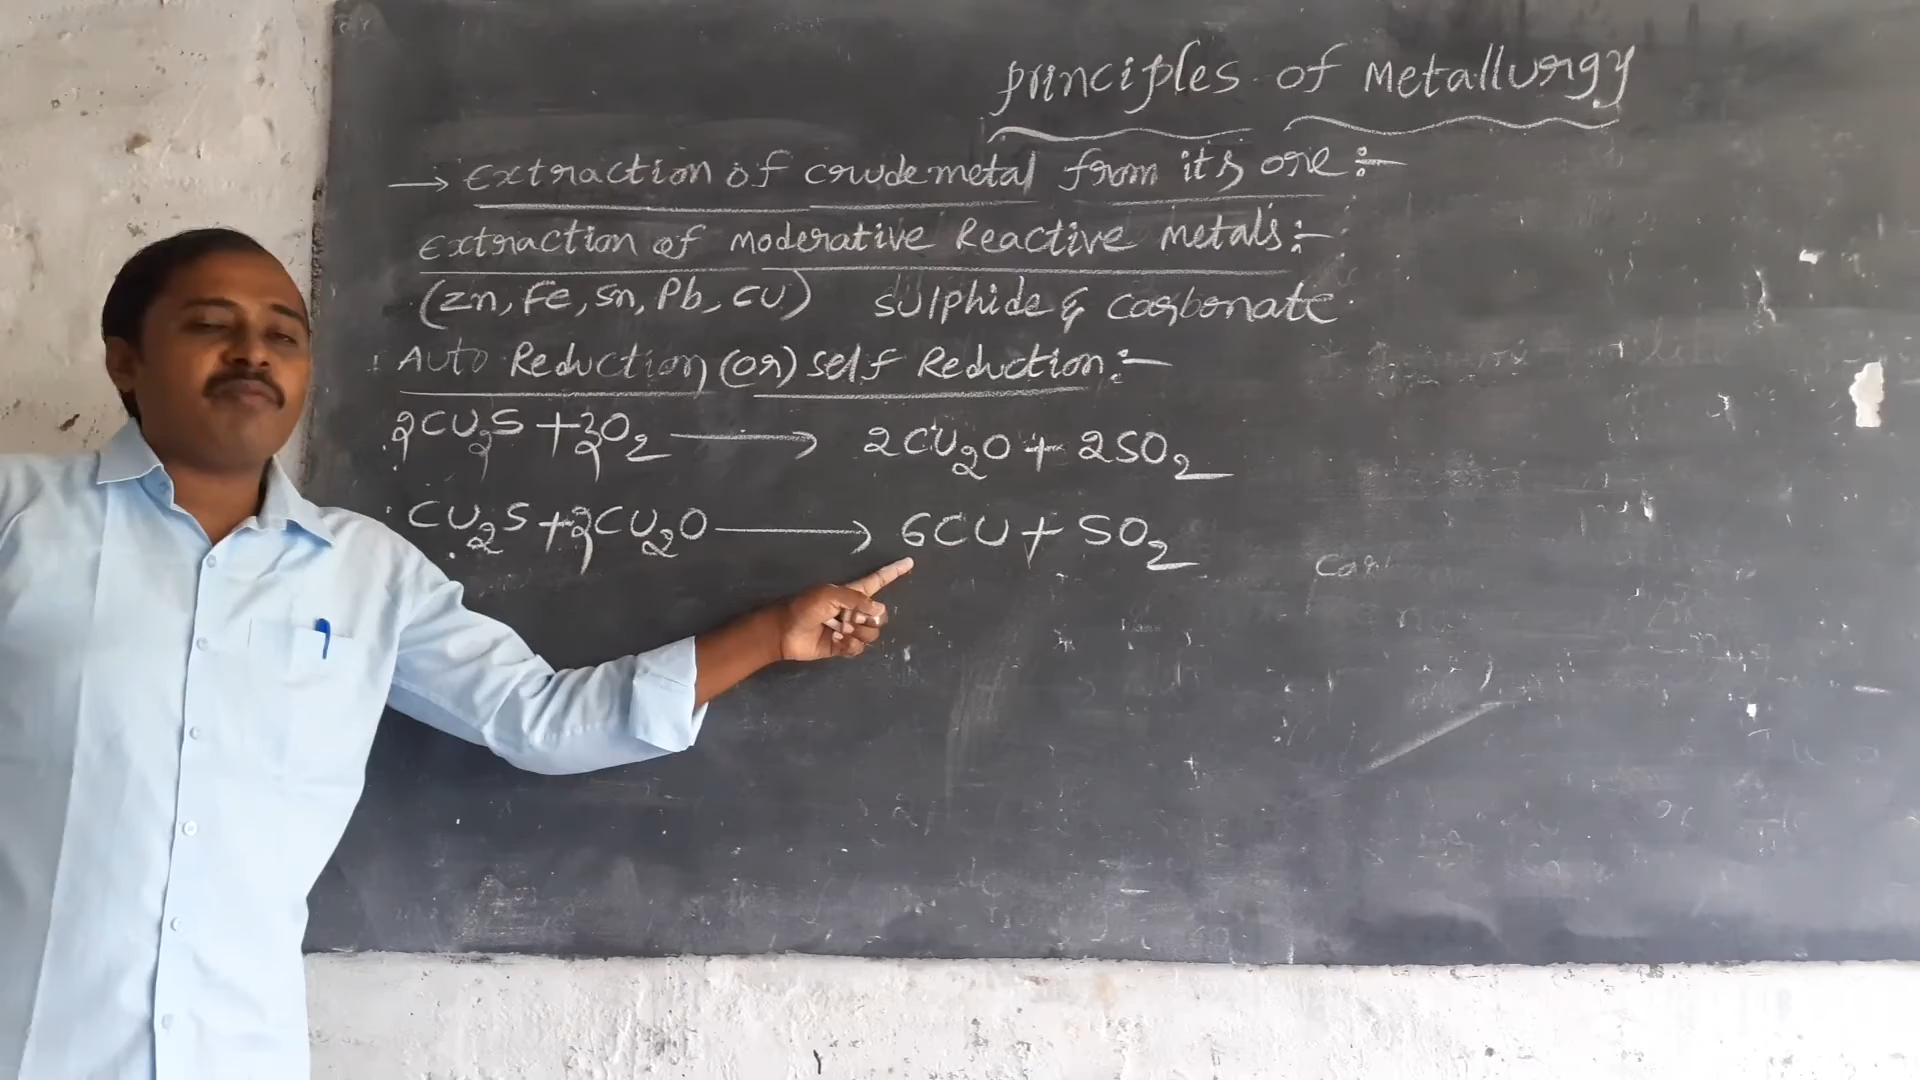 Principles of Metallurgy
→ Extraction of crude metal from its ore :-
Extraction of Moderative Reactive Metals :-
(Zn, Fe, Sn, Pb, CU) Sulphide & Carbonate.
Auto Reduction (or) self Reduction :-
2CU₂S + 3O₂ → 2CU₂O + 2SO₂
CU₂S + 2CU₂O → 6CU + SO₂